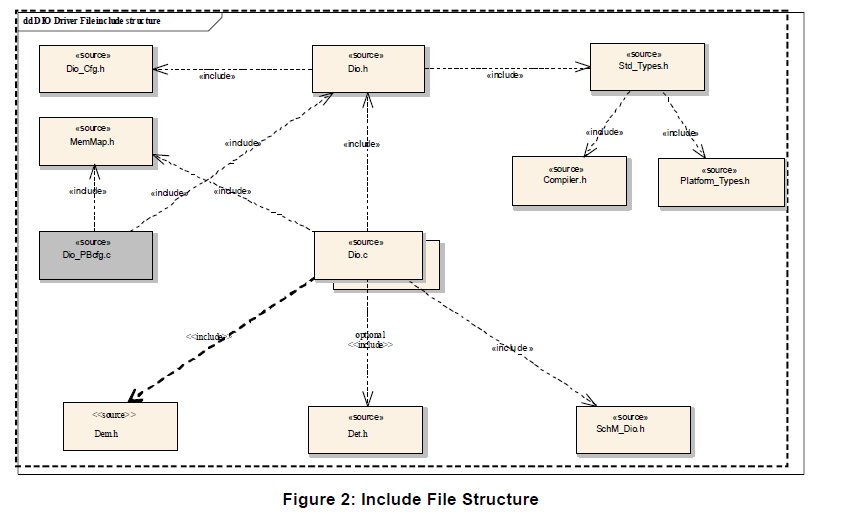 dd DIO Driver File include structure
«source»
Dio_Cfg.h
«include»
«source»
Dio.h
«include»
«source»
Std_Types.h
«source»
MemMap.h
«include»
«include»
«include»
«include»
«source»
Compiler.h
«source»
Platform_Types.h
«include»
«include»
«include»
«source»
Dio_PBcfg.c
«source»
Dio.c
<<include>>
optional
<<include>>
«include»
<<source>>
Dem.h
«source»
Det.h
«source»
SchM_Dio.h
Figure 2: Include File Structure